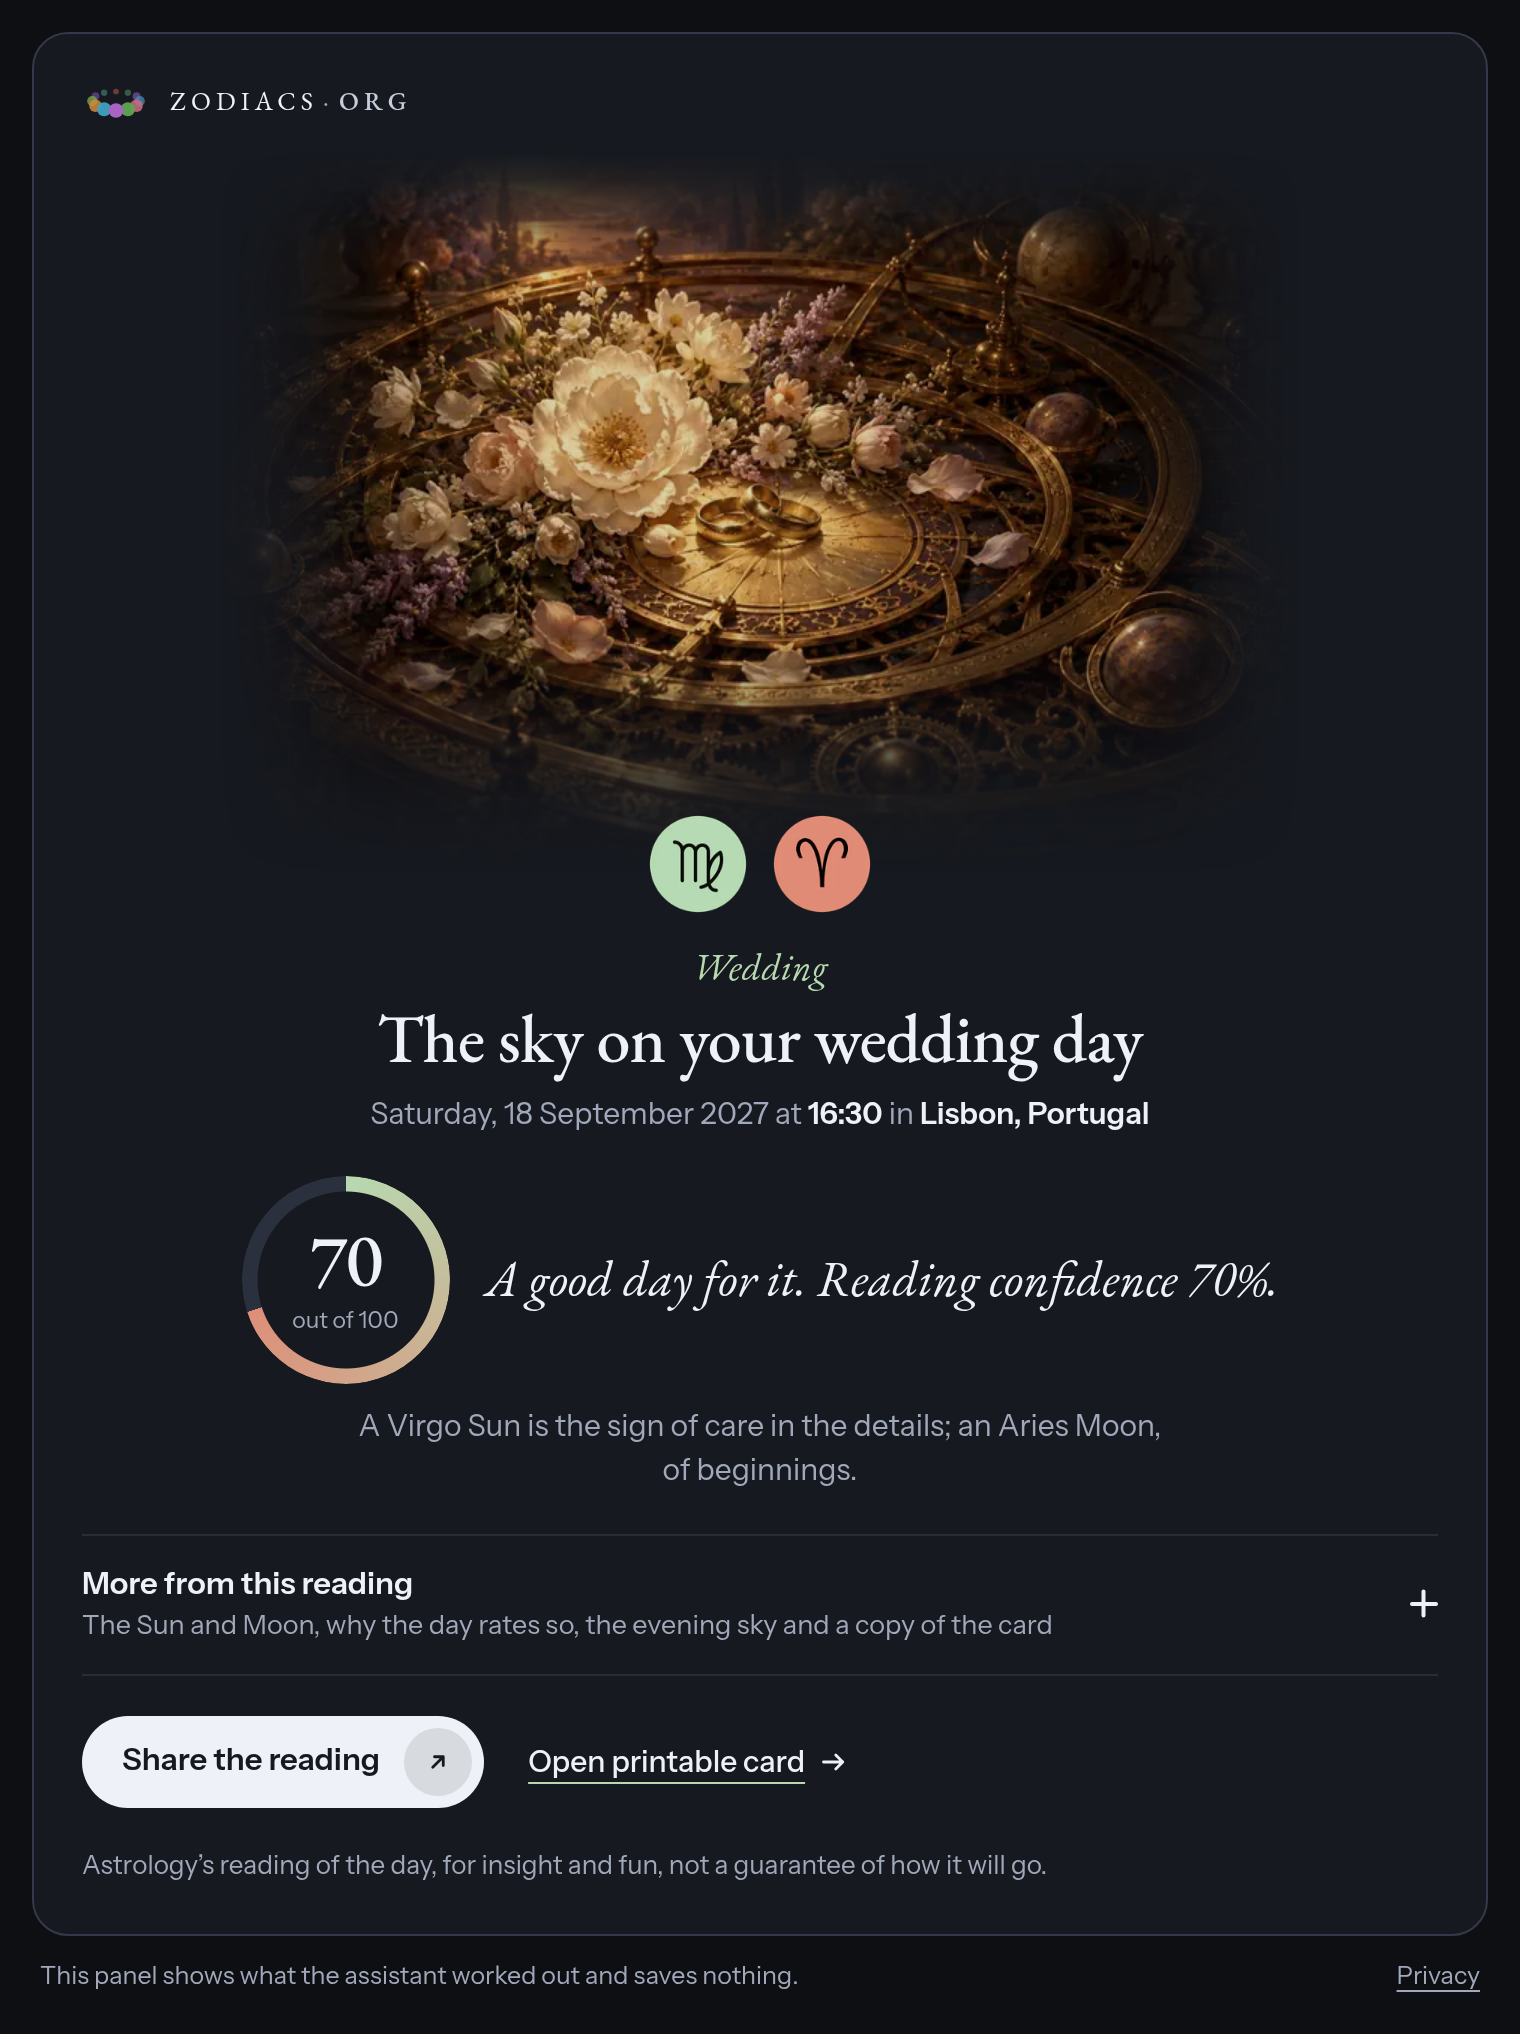 ZODIACS · ORG
Wedding
The sky on your wedding day
Saturday, 18 September 2027 at 16:30 in Lisbon, Portugal
70
out of 100
A good day for it. Reading confidence 70%.
A Virgo Sun is the sign of care in the details; an Aries Moon,
of beginnings.
More from this reading
The Sun and Moon, why the day rates so, the evening sky and a copy of the card
Share the reading
Open printable card
Astrology’s reading of the day, for insight and fun, not a guarantee of how it will go.
This panel shows what the assistant worked out and saves nothing.
Privacy